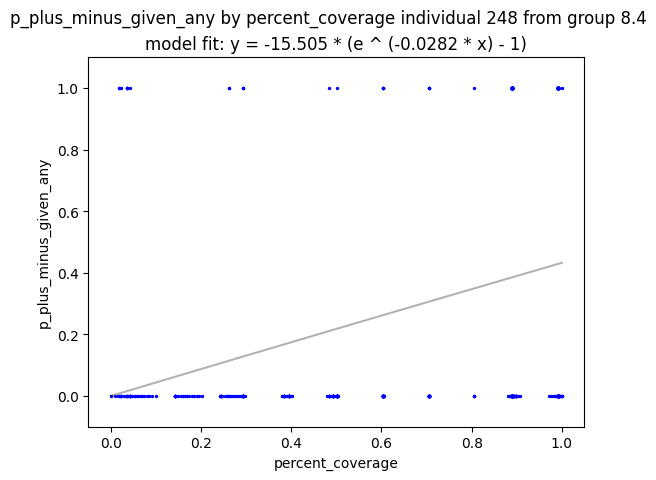 p_plus_minus_given_any by percent_coverage individual 248 from group 8.4
model fit: y = -15.505 * (e ^ (-0.0282 * x) - 1)
1.0
0.8
0.6
0.4
0.2
0.0
p_plus_minus_given_any
0.0 0.2 0.4 0.6 0.8 1.0
percent_coverage